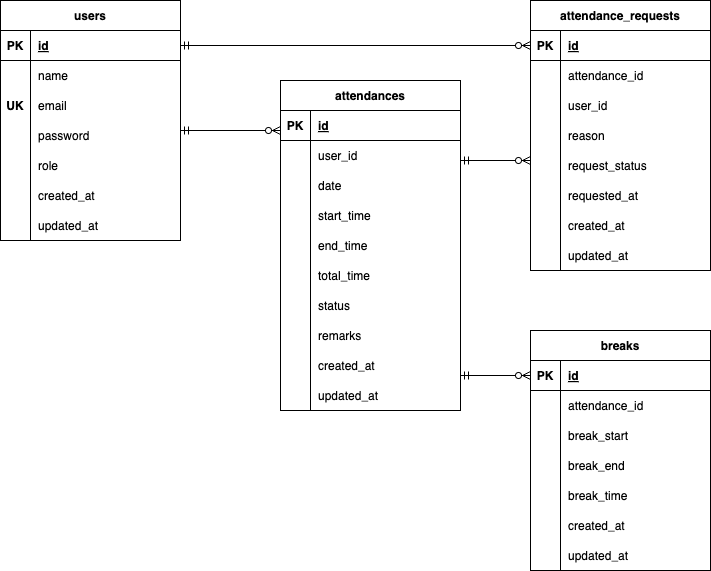 users
PK id
name
UK email
password
role
created_at
updated_at
attendances
PK id
user_id
date
start_time
end_time
total_time
status
remarks
created_at
updated_at
attendance_requests
PK id
attendance_id
user_id
reason
request_status
requested_at
created_at
updated_at
breaks
PK id
attendance_id
break_start
break_end
break_time
created_at
updated_at